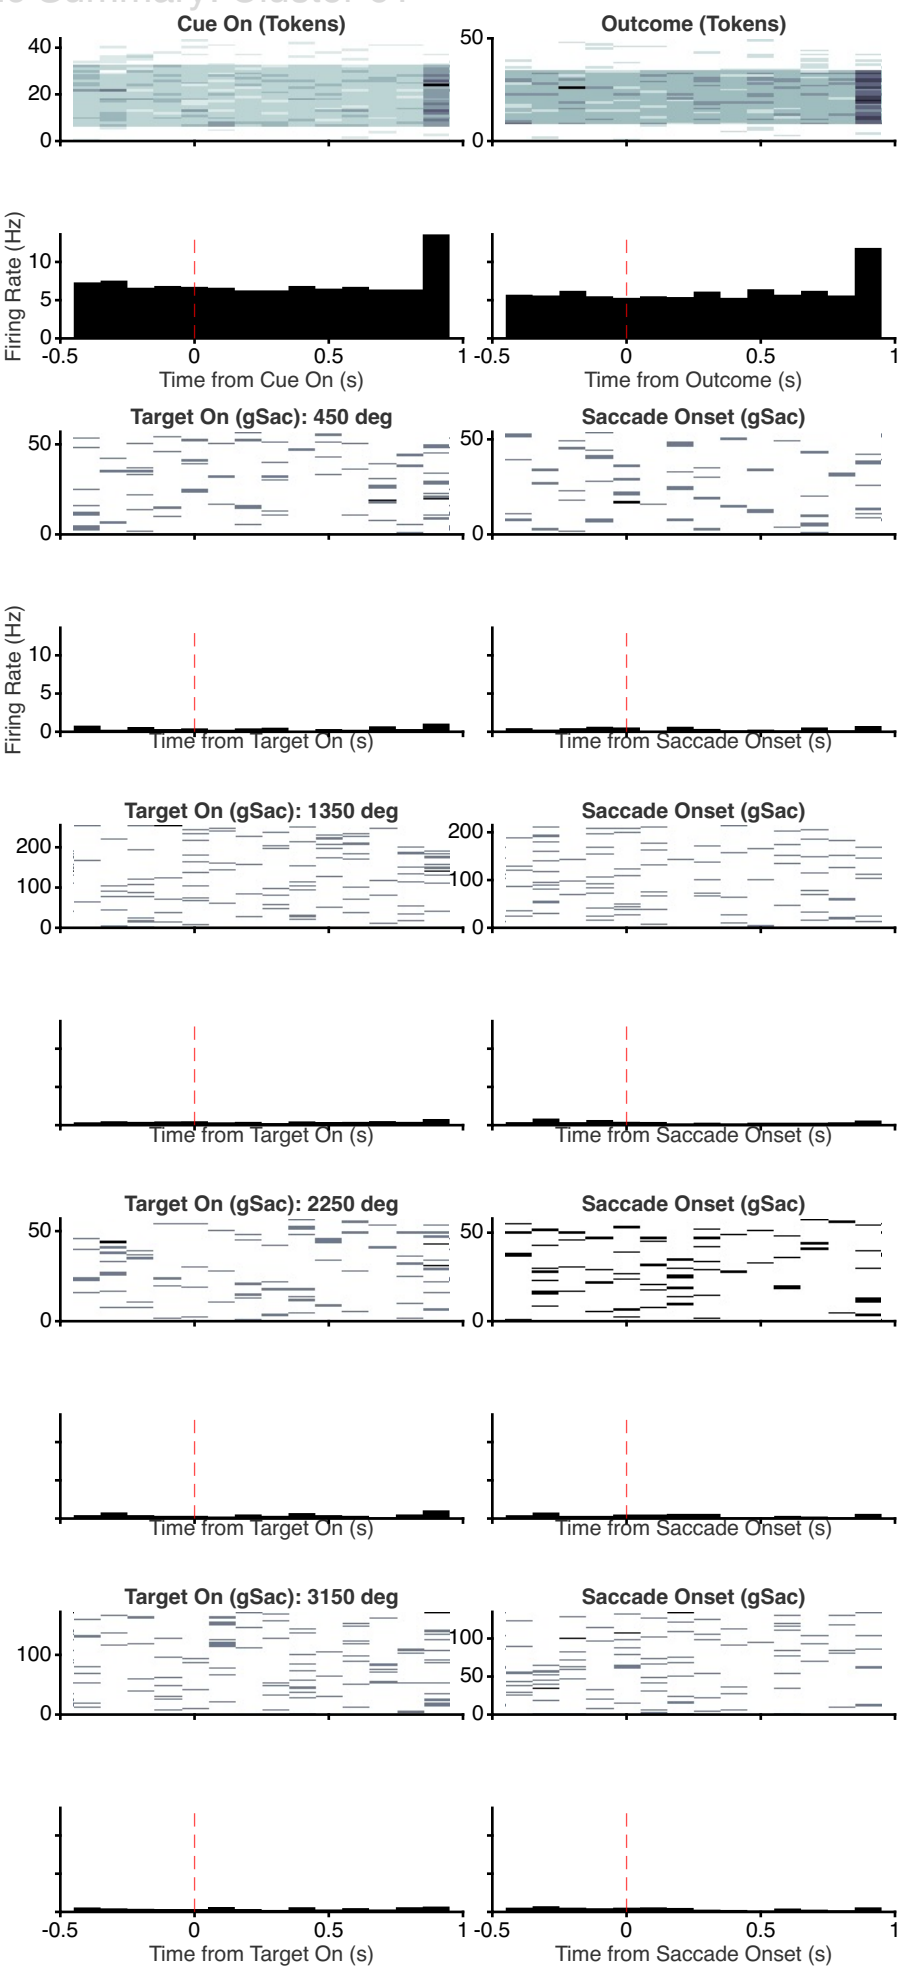 Summary: Cluster
Cue On (Tokens) Outcome (Tokens)
40 50
20
0 0
Firing Rate (Hz)
10
5
0
-0.5 0 0.5 1 -0.5 0 0.5 1
Time from Cue On (s) Time from Outcome (s)
Target On (gSac): 450 deg Saccade Onset (gSac)
50 50
0 0
Firing Rate (Hz)
10
5
0
Time from Target On (s) Time from Saccade Onset (s)
Target On (gSac): 1350 deg Saccade Onset (gSac)
200 200
100 100
0 0
Time from Target On (s) Time from Saccade Onset (s)
Target On (gSac): 2250 deg Saccade Onset (gSac)
50 50
0 0
Time from Target On (s) Time from Saccade Onset (s)
Target On (gSac): 3150 deg Saccade Onset (gSac)
100 100
50
0 0
-0.5 0 0.5 1 -0.5 0 0.5 1
Time from Target On (s) Time from Saccade Onset (s)